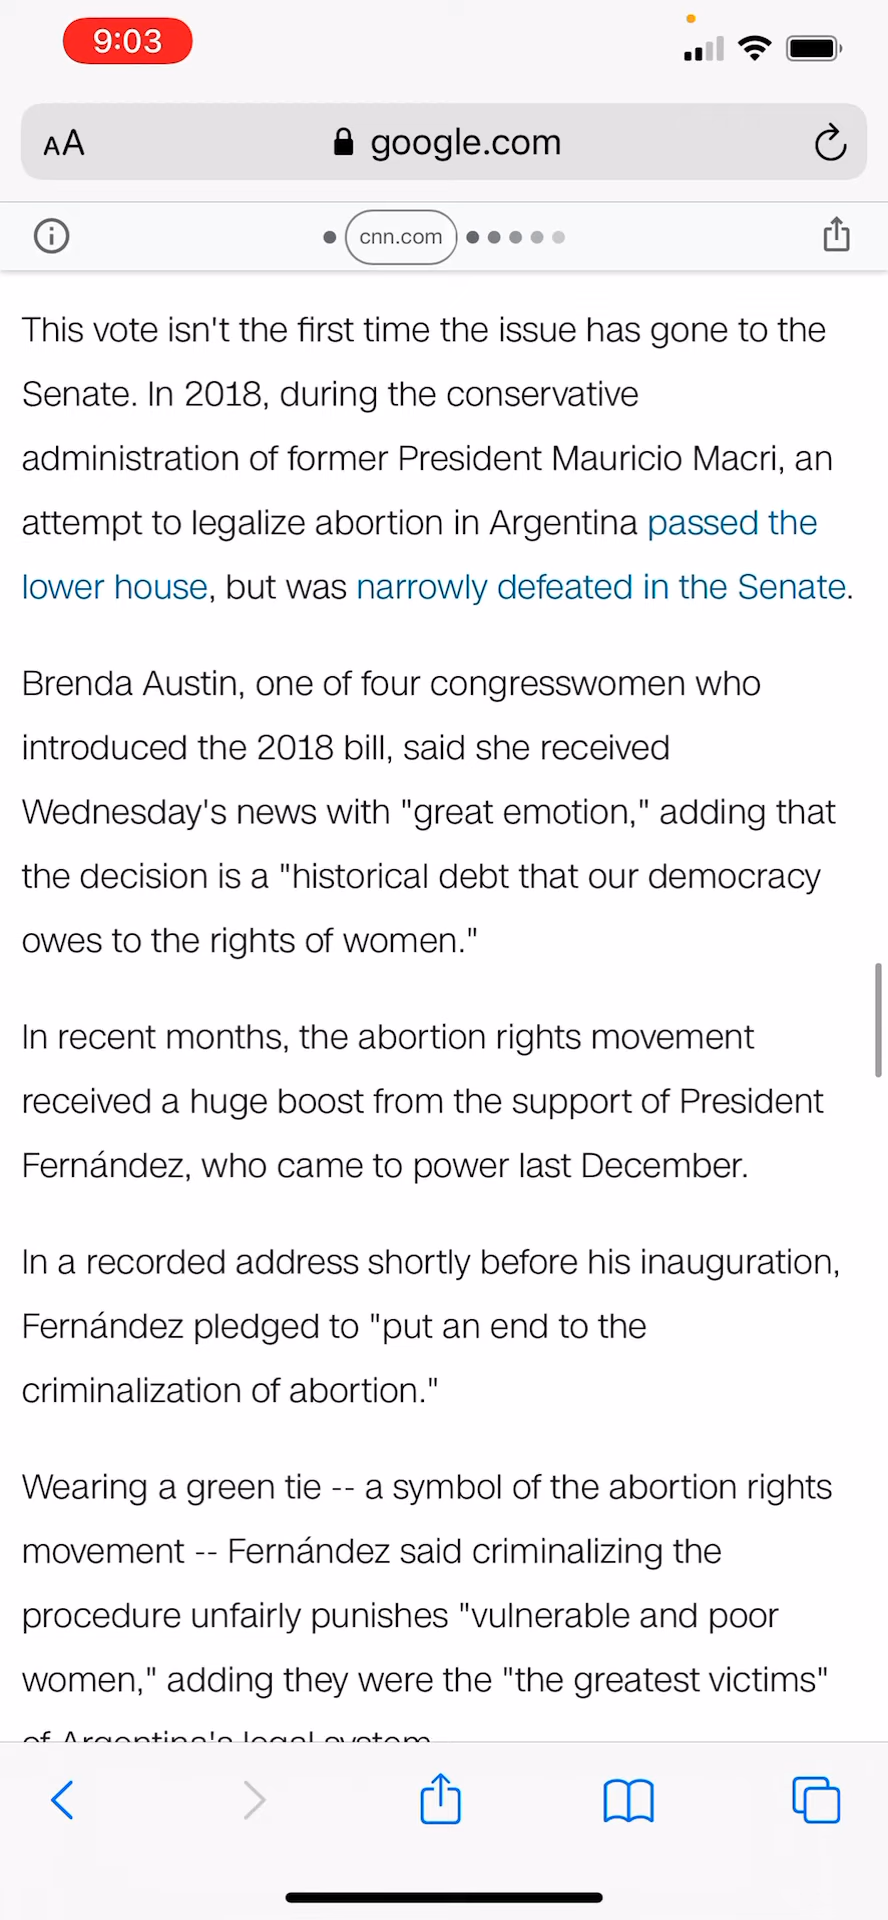 9:03
AA google.com
cnn.com
This vote isn't the first time the issue has gone to the
Senate. In 2018, during the conservative
administration of former President Mauricio Macri, an
attempt to legalize abortion in Argentina passed the
lower house, but was narrowly defeated in the Senate.
Brenda Austin, one of four congresswomen who
introduced the 2018 bill, said she received
Wednesday's news with "great emotion," adding that
the decision is a "historical debt that our democracy
owes to the rights of women."
In recent months, the abortion rights movement
received a huge boost from the support of President
Fernández, who came to power last December.
In a recorded address shortly before his inauguration,
Fernández pledged to "put an end to the
criminalization of abortion."
Wearing a green tie -- a symbol of the abortion rights
movement -- Fernández said criminalizing the
procedure unfairly punishes "vulnerable and poor
women," adding they were the "the greatest victims"
of Argentina's legal system